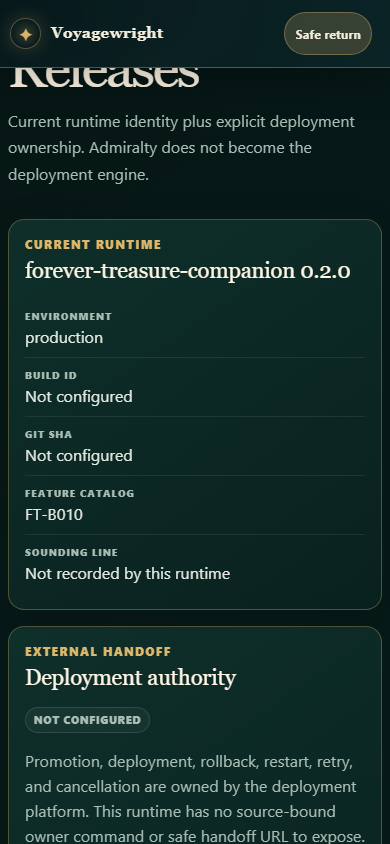 Voyagewright
Safe return
Releases
Current runtime identity plus explicit deployment
ownership. Admiralty does not become the
deployment engine.
CURRENT RUNTIME
forever-treasure-companion 0.2.0
ENVIRONMENT
production
BUILD ID
Not configured
GIT SHA
Not configured
FEATURE CATALOG
FT-B010
SOUNDING LINE
Not recorded by this runtime
EXTERNAL HANDOFF
Deployment authority
NOT CONFIGURED
Promotion, deployment, rollback, restart, retry,
and cancellation are owned by the deployment
platform. This runtime has no source-bound
owner command or safe handoff URL to expose.